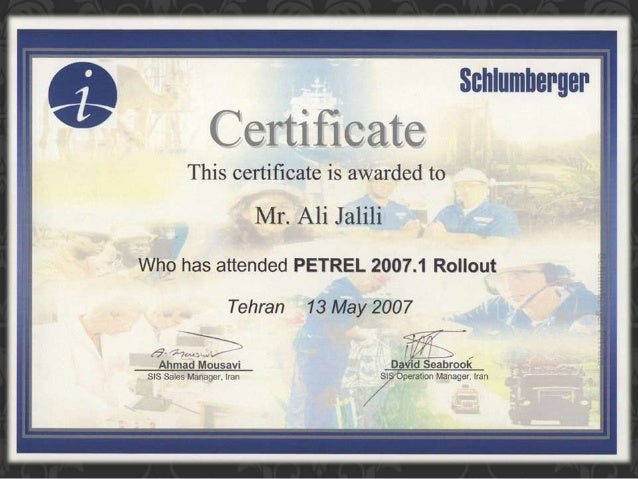 Schlumberger
Certificate
This certificate is awarded to
Mr. Ali Jalili
Who has attended PETREL 2007.1 Rollout
Tehran 13 May 2007
Ahmad Mousavi
SIS Sales Manager, Iran
David Seabrook
SIS Operation Manager, Iran